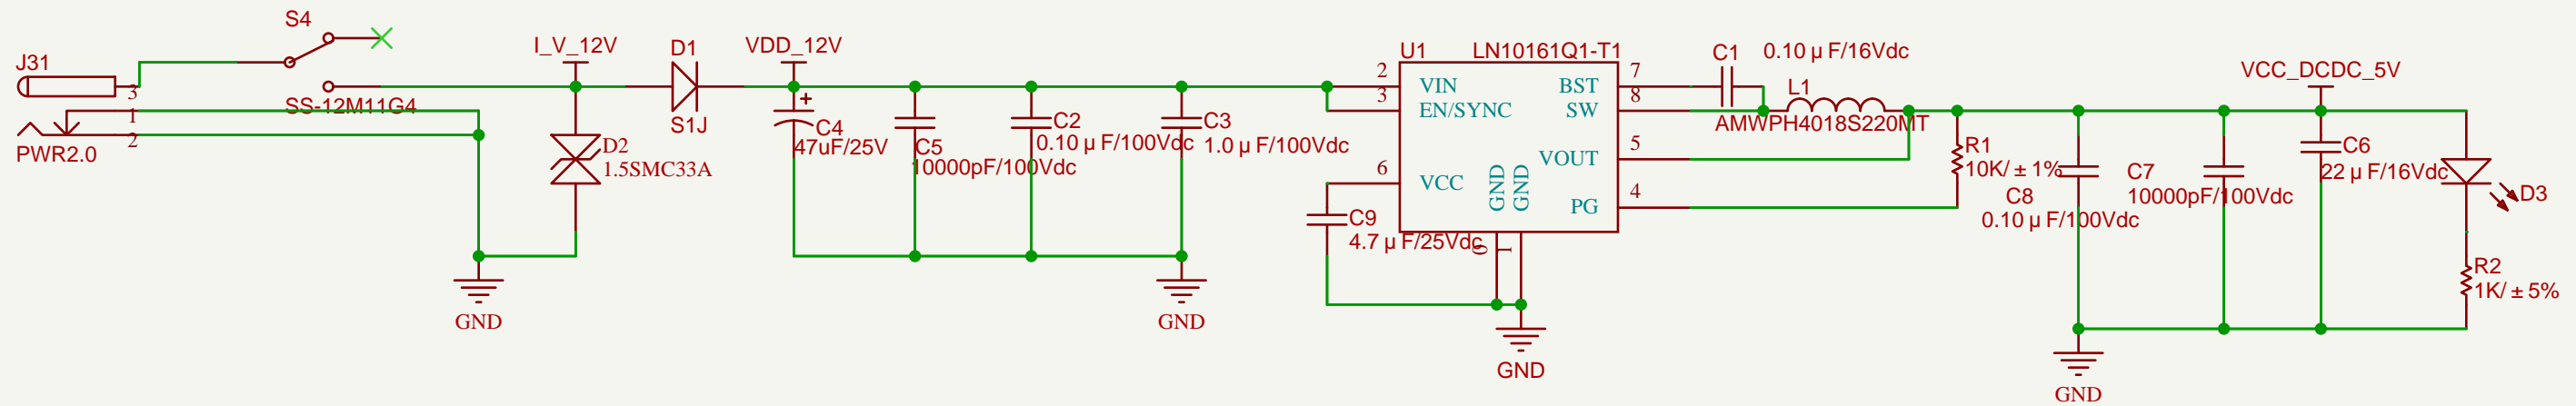 S4
J31
3
1
2
PWR2.0
SS-12M11G4
I_V_12V
D1
S1J
D2
1.5SMC33A
GND
VDD_12V
+
C4
47uF/25V
C5
10000pF/100Vdc
C2
0.10 μ F/100Vdc
C3
1.0 μ F/100Vdc
GND
U1 LN10161Q1-T1
2 VIN
3 EN/SYNC
6 VCC
GND
GND
BST 7
SW 8
VOUT 5
PG 4
9
1
C9
4.7 μ F/25Vdc
GND
C1 0.10 μ F/16Vdc
L1
AMWPH4018S220MT
R1
10K/ ± 1%
C8
0.10 μ F/100Vdc
C7
10000pF/100Vdc
VCC_DCDC_5V
C6
22 μ F/16Vdc
D3
R2
1K/ ± 5%
GND